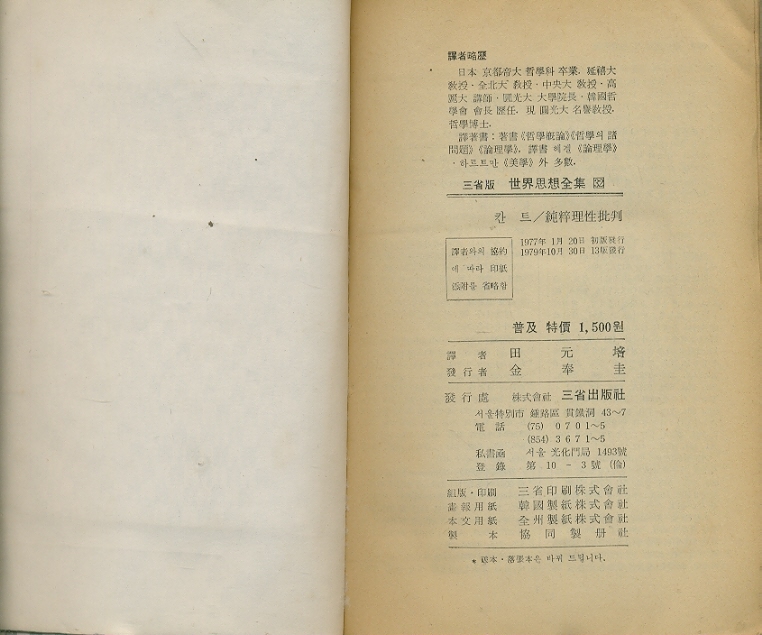 譯者略歷
日本 京都帝大 哲學科 卒業. 延禧大
敎授·全北大 敎授·中央大 敎授·高
麗大 講師·圓光大 大學院長·韓國哲
學會 會長 歷任. 現 圓光大 名譽敎授.
哲學博士.
譯著書: 著書《哲學槪論》《哲學의 諸
問題》《論理學》. 譯書 헤겔《論理學》
·하르트만《美學》外 多數.
三省版 世界思想全集
칸 트/純粹理性批判
譯者와의 協約
에 따라 印紙
添附를 省略함
1977年 1月 20日 初版發行
1979年10月 30日 13版發行
普及 特價 1,500원
譯者 田元培
發行者 金奉圭
發行處 株式會社 三省出版社
서울特別市 鍾路區 貫鐵洞 43~7
電話 (75) 0701~5
(854) 3671~5
私書函 서울 光化門局 1493號
登錄 第10-3號 (倫)
組版·印刷 三省印刷株式會社
畵報用紙 韓國製紙株式會社
本文用紙 全州製紙株式會社
製本 協同製册社
* 破本·落張本은 바꿔 드립니다.